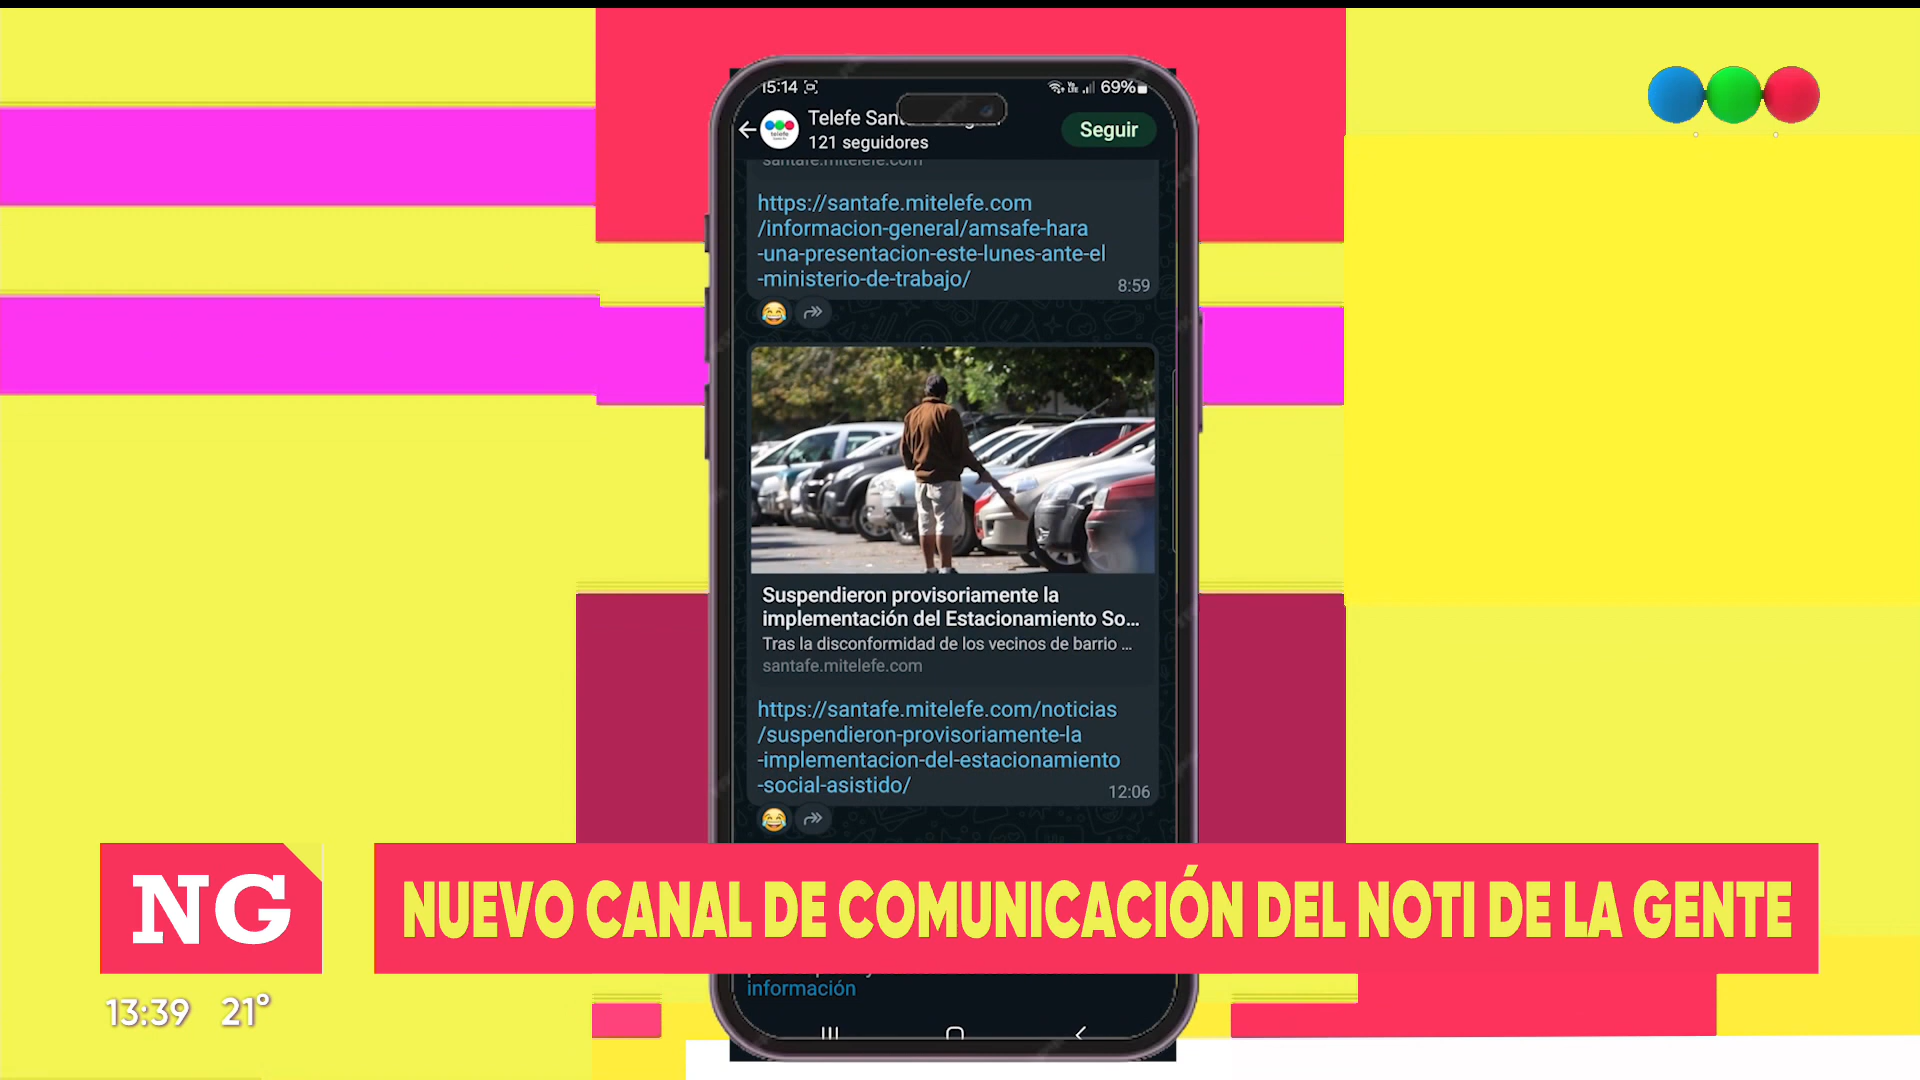 15:14
69%
Telefe San
121 seguidores
Seguir
santafe.mitelefe.com
https://santafe.mitelefe.com
/informacion-general/amsafe-hara
-una-presentacion-este-lunes-ante-el
-ministerio-de-trabajo/
8:59
Suspendieron provisoriamente la
implementación del Estacionamiento So...
Tras la disconformidad de los vecinos de barrio ...
santafe.mitelefe.com
https://santafe.mitelefe.com/noticias
/suspendieron-provisoriamente-la
-implementacion-del-estacionamiento
-social-asistido/
12:06
NG
NUEVO CANAL DE COMUNICACIÓN DEL NOTI DE LA GENTE
información
13:39 21°